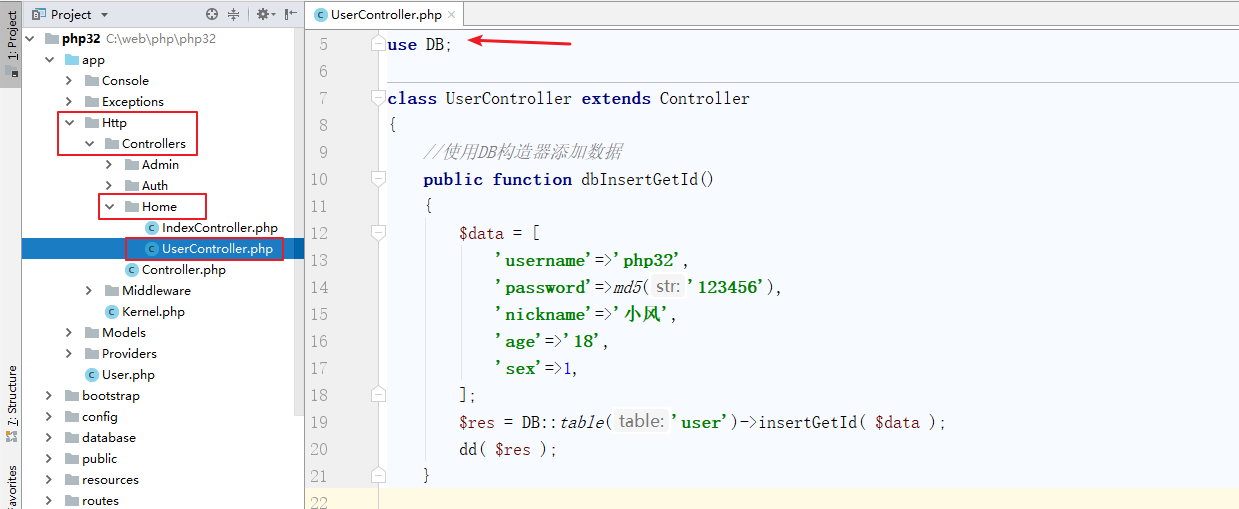 Project
UserController.php
1: Project
php32 C:\web\php\php32
app
Console
Exceptions
Http
Controllers
Admin
Auth
Home
IndexController.php
UserController.php
Controller.php
Middleware
Kernel.php
Models
Providers
User.php
bootstrap
config
database
public
resources
routes
7: Structure
5 use DB;
6
7 class UserController extends Controller
8 {
9 //使用DB构造器添加数据
10 public function dbInsertGetId()
11 {
12 $data = [
13 'username'=>'php32',
14 'password'=>md5( str: '123456'),
15 'nickname'=>'小风',
16 'age'=>'18',
17 'sex'=>1,
18 ];
19 $res = DB::table( table: 'user')->insertGetId( $data );
20 dd( $res );
21 }
22